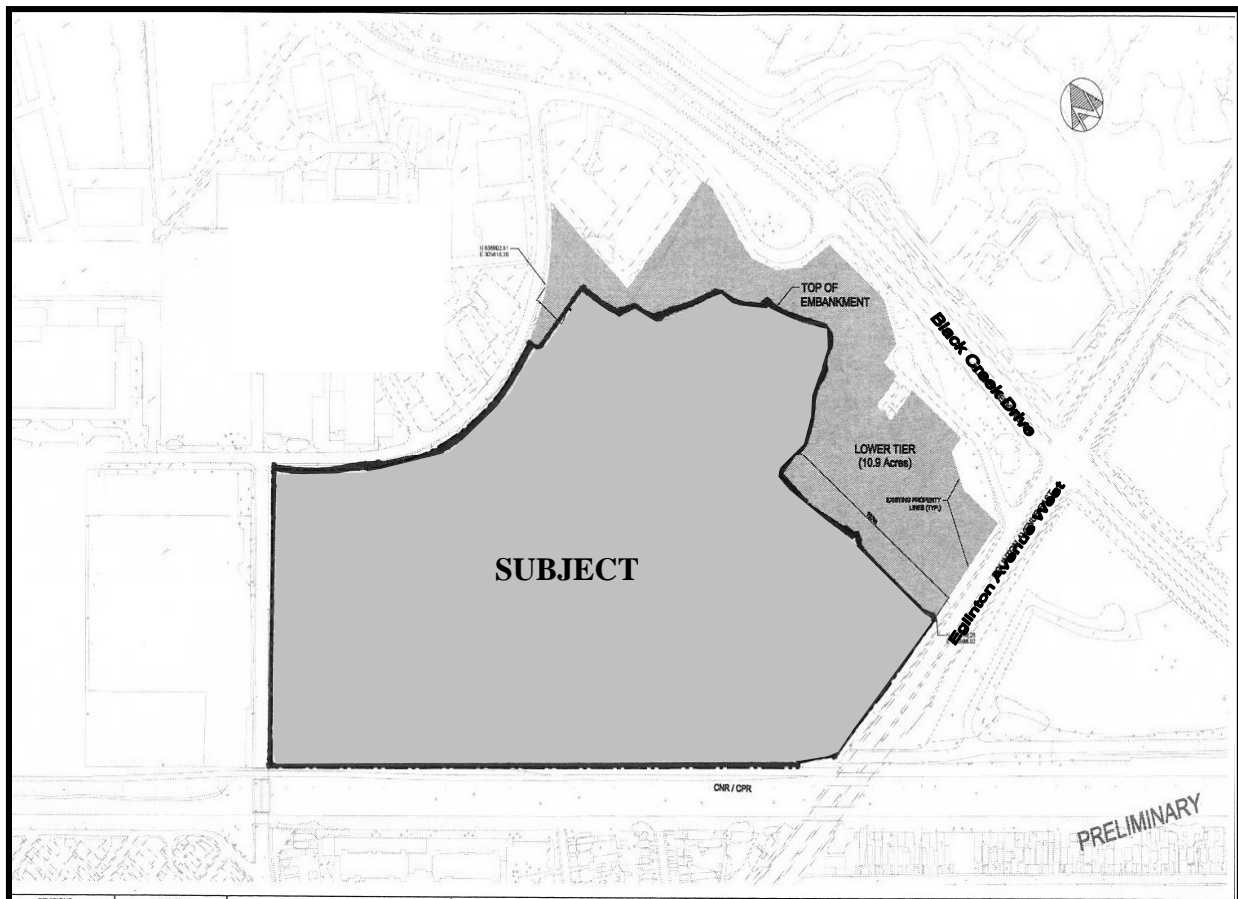 TOP OF
EMBANKMENT
Black Creek Drive
LOWER TIER
(10.9 Acres)
EXISTING PROPERTY
LINES (TYP.)
SUBJECT
Eglinton Avenue West
CNR / CPR
PRELIMINARY